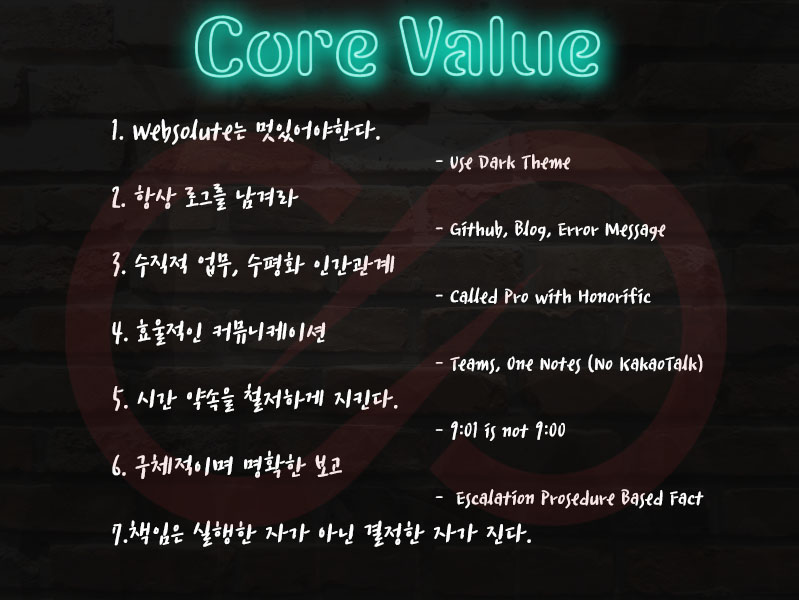 Core Value
1. Websolute는 멋있어야한다.
- Use Dark Theme
2. 항상 로그를 남겨라
- Github, Blog, Error Message
3. 수직적 업무, 수평화 인간관계
- Called Pro with Honorific
4. 효율적인 커뮤니케이션
- Teams, One Notes (No KakaoTalk)
5. 시간 약속을 철저하게 지킨다.
- 9:01 is not 9:00
6. 구체적이며 명확한 보고
- Escalation Prosedure Based Fact
7.책임은 실행한 자가 아닌 결정한 자가 진다.